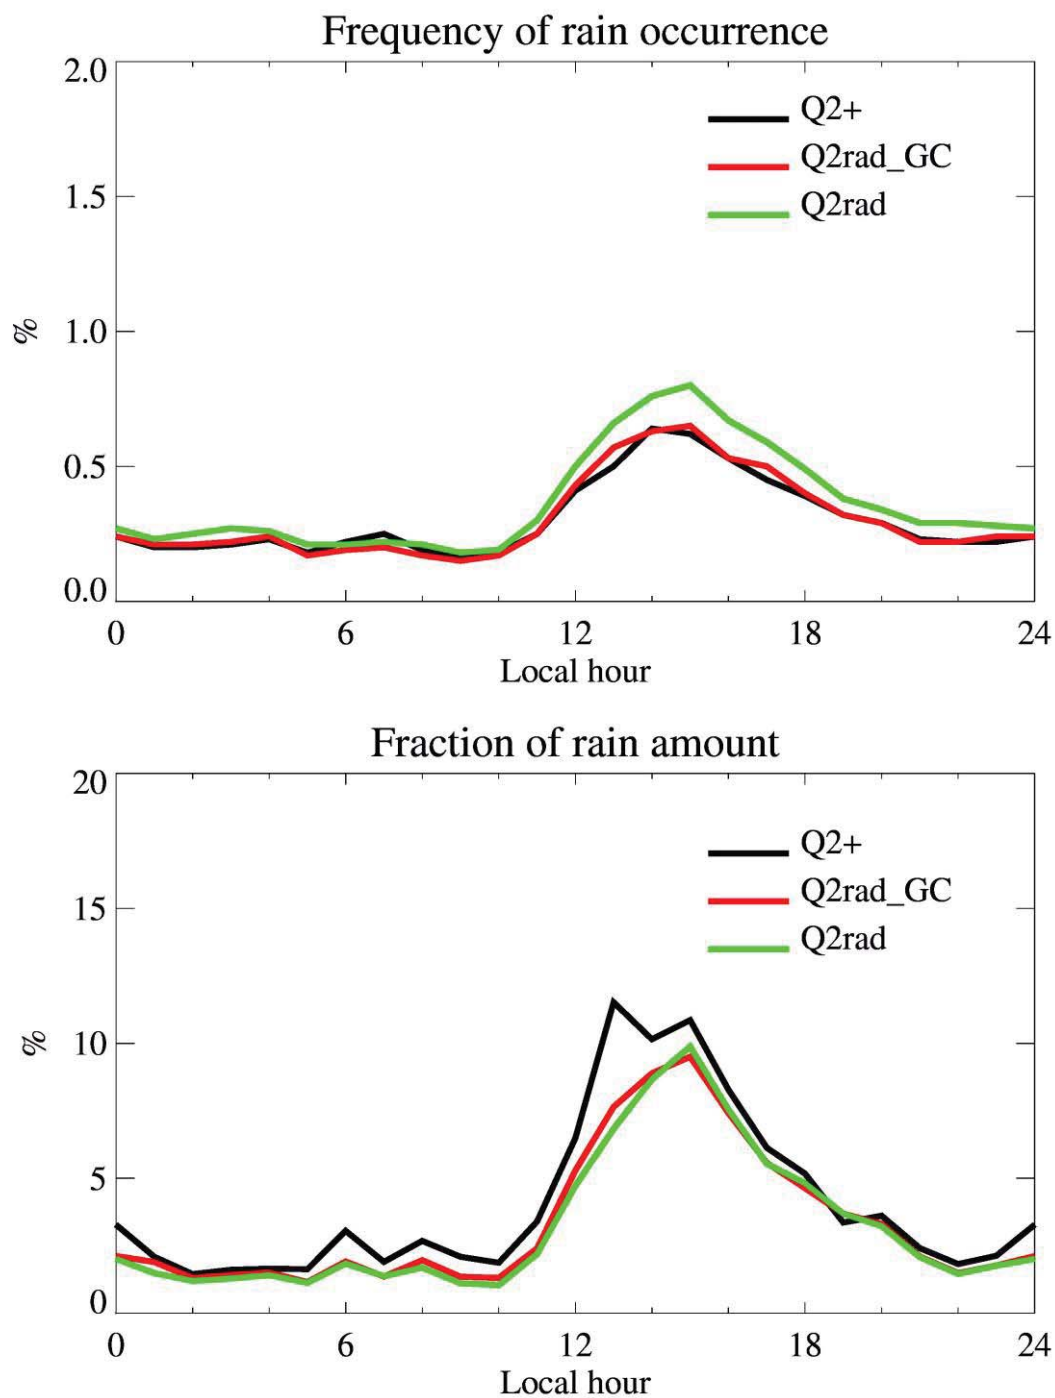 Frequency of rain occurrence
2.0
Q2+
Q2rad_GC
1.5
Q2rad
%
1.0
0.5
0.0
0 6 12 18 24
Local hour
Fraction of rain amount
20
Q2+
15
Q2rad_GC
Q2rad
%
10
5
0
0 6 12 18 24
Local hour